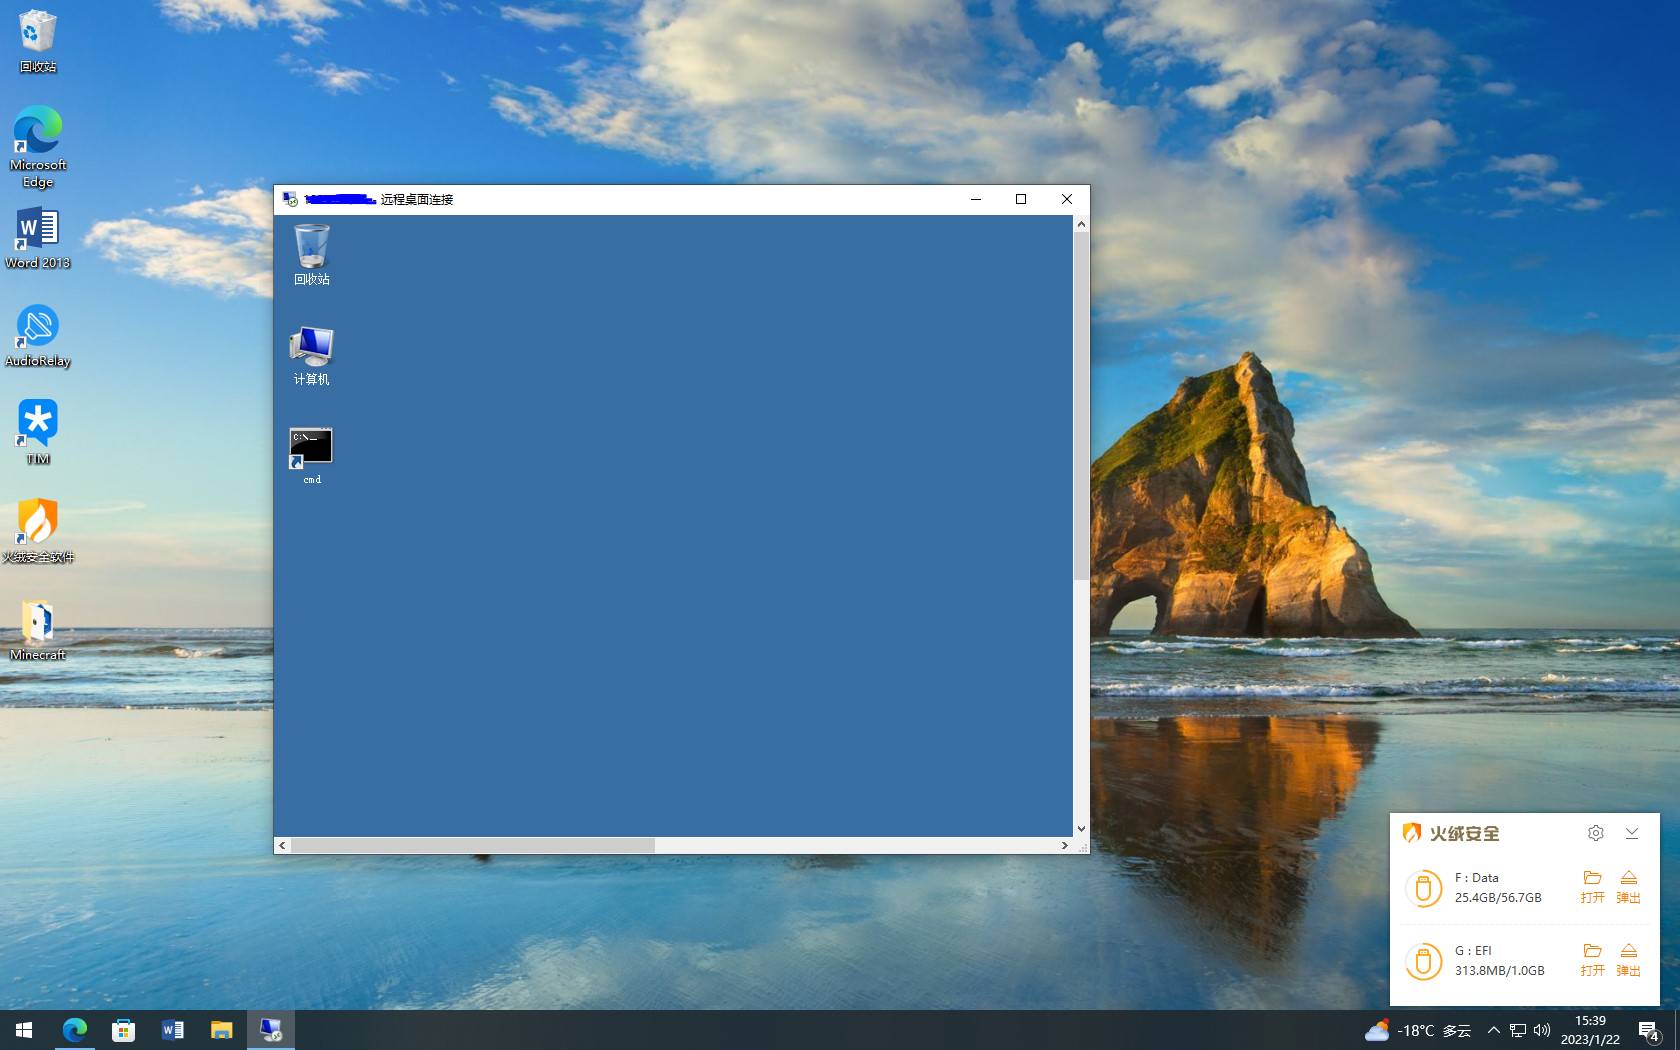 回收站
Microsoft
Edge
Word 2013
AudioRelay
TIM
火绒安全软件
Minecraft
远程桌面连接
回收站
计算机
C:\_
cmd
火绒安全
F : Data
25.4GB/56.7GB
打开 弹出
G : EFI
313.8MB/1.0GB
打开 弹出
-18°C 多云
15:39
2023/1/22
4